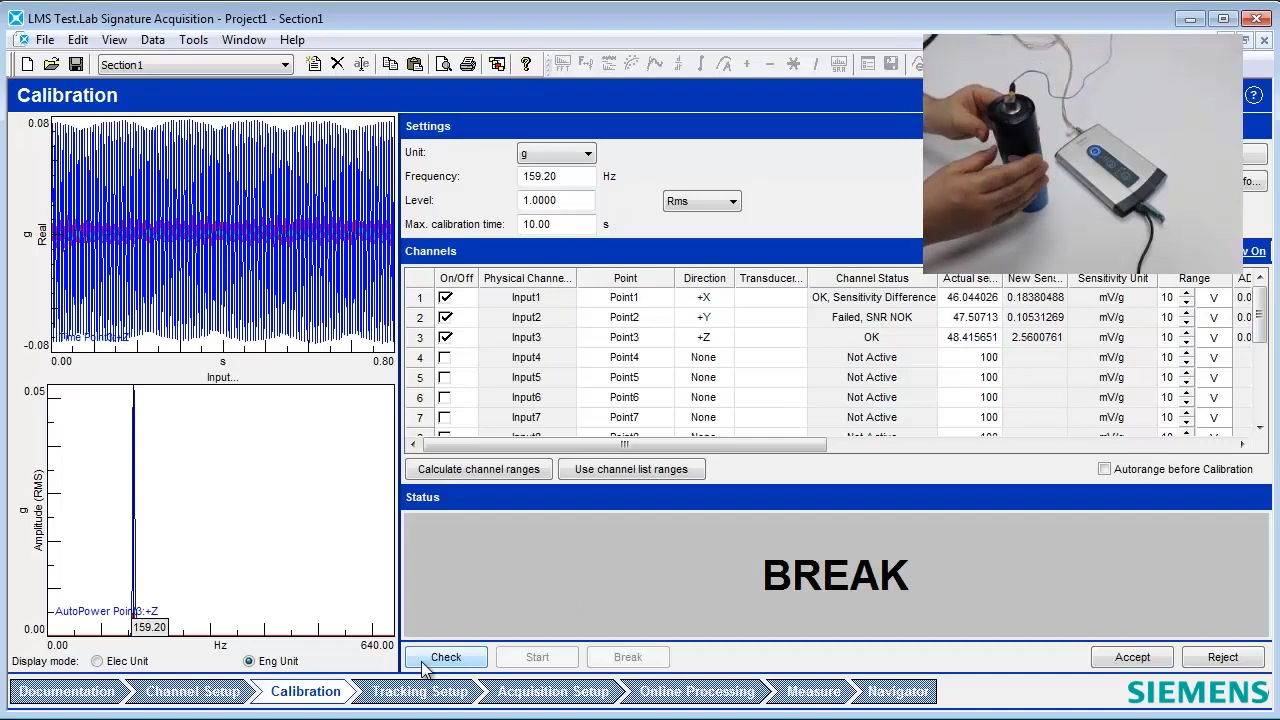 LMS Test.Lab Signature Acquisition - Project1 - Section1
File Edit View Data Tools Window Help
Section1
Calibration
Settings
Unit: g
Frequency: 159.20 Hz
Level: 1.0000 Rms
Max. calibration time: 10.00 s
0.08
g
Real
-0.08
Time Point3:+Z
0.00 s 0.80
Input...
0.05
g
Amplitude (RMS)
AutoPower Point3:+Z
159.20
0.00
0.00 Hz 640.00
Display mode: Elec Unit Eng Unit
Channels
On/Off Physical Channe... Point Direction Transducer... Channel Status Actual se... New Sens... Sensitivity Unit Range
1 Input1 Point1 +X OK, Sensitivity Difference 46.044026 0.18380488 mV/g 10 V 0.0
2 Input2 Point2 +Y Failed, SNR NOK 47.50713 0.10531269 mV/g 10 V
3 Input3 Point3 +Z OK 48.415651 2.5600761 mV/g 10 V 0.0
4 Input4 Point4 None Not Active 100 mV/g 10 V
5 Input5 Point5 None Not Active 100 mV/g 10 V
6 Input6 Point6 None Not Active 100 mV/g 10 V
7 Input7 Point7 None Not Active 100 mV/g 10 V
Calculate channel ranges Use channel list ranges Autorange before Calibration
Status
BREAK
Check Start Break Accept Reject
Documentation Channel Setup Calibration Tracking Setup Acquisition Setup Online Processing Measure Navigator
SIEMENS